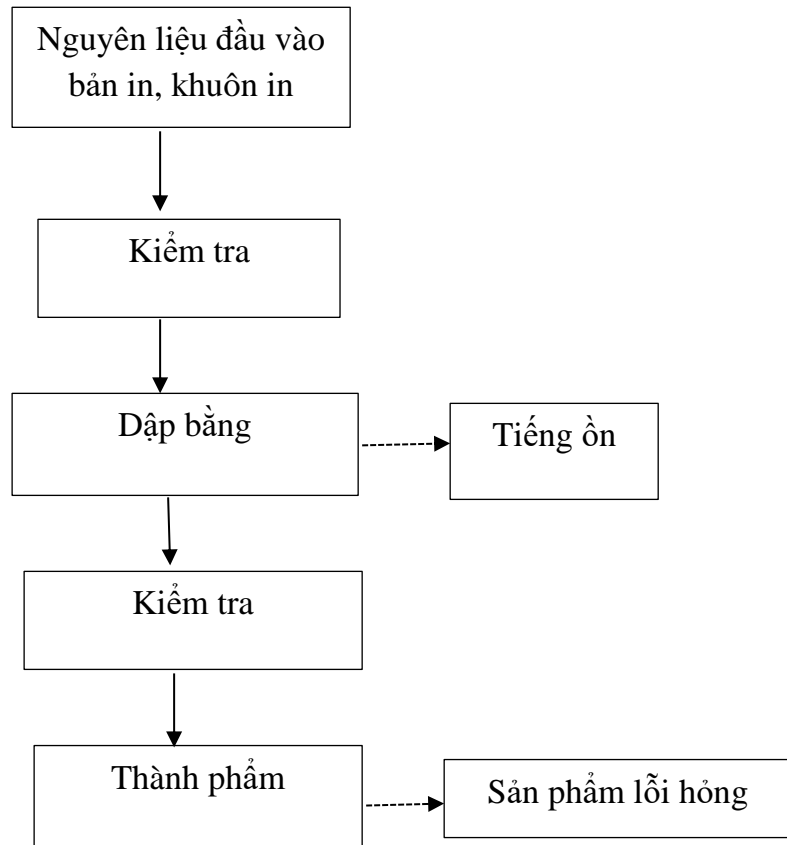 Nguyên liệu đầu vào
bản in, khuôn in
Kiểm tra
Dập bằng
Tiếng ồn
Kiểm tra
Thành phẩm
Sản phẩm lỗi hỏng